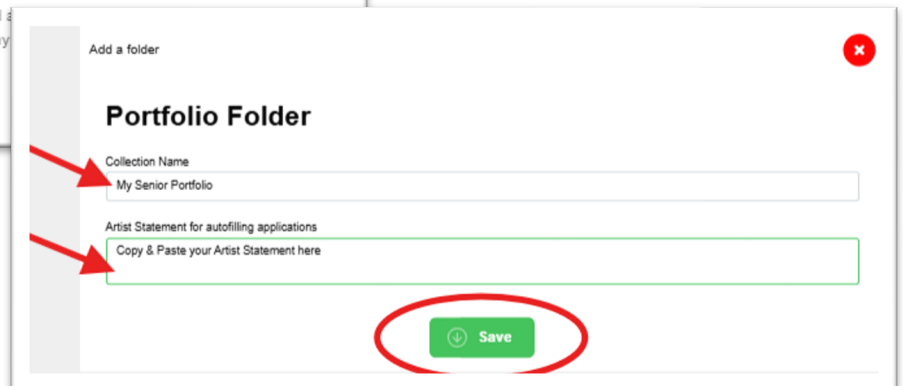 Add a folder
Portfolio Folder
Collection Name
My Senior Portfolio
Artist Statement for autofilling applications
Copy & Paste your Artist Statement here
Save